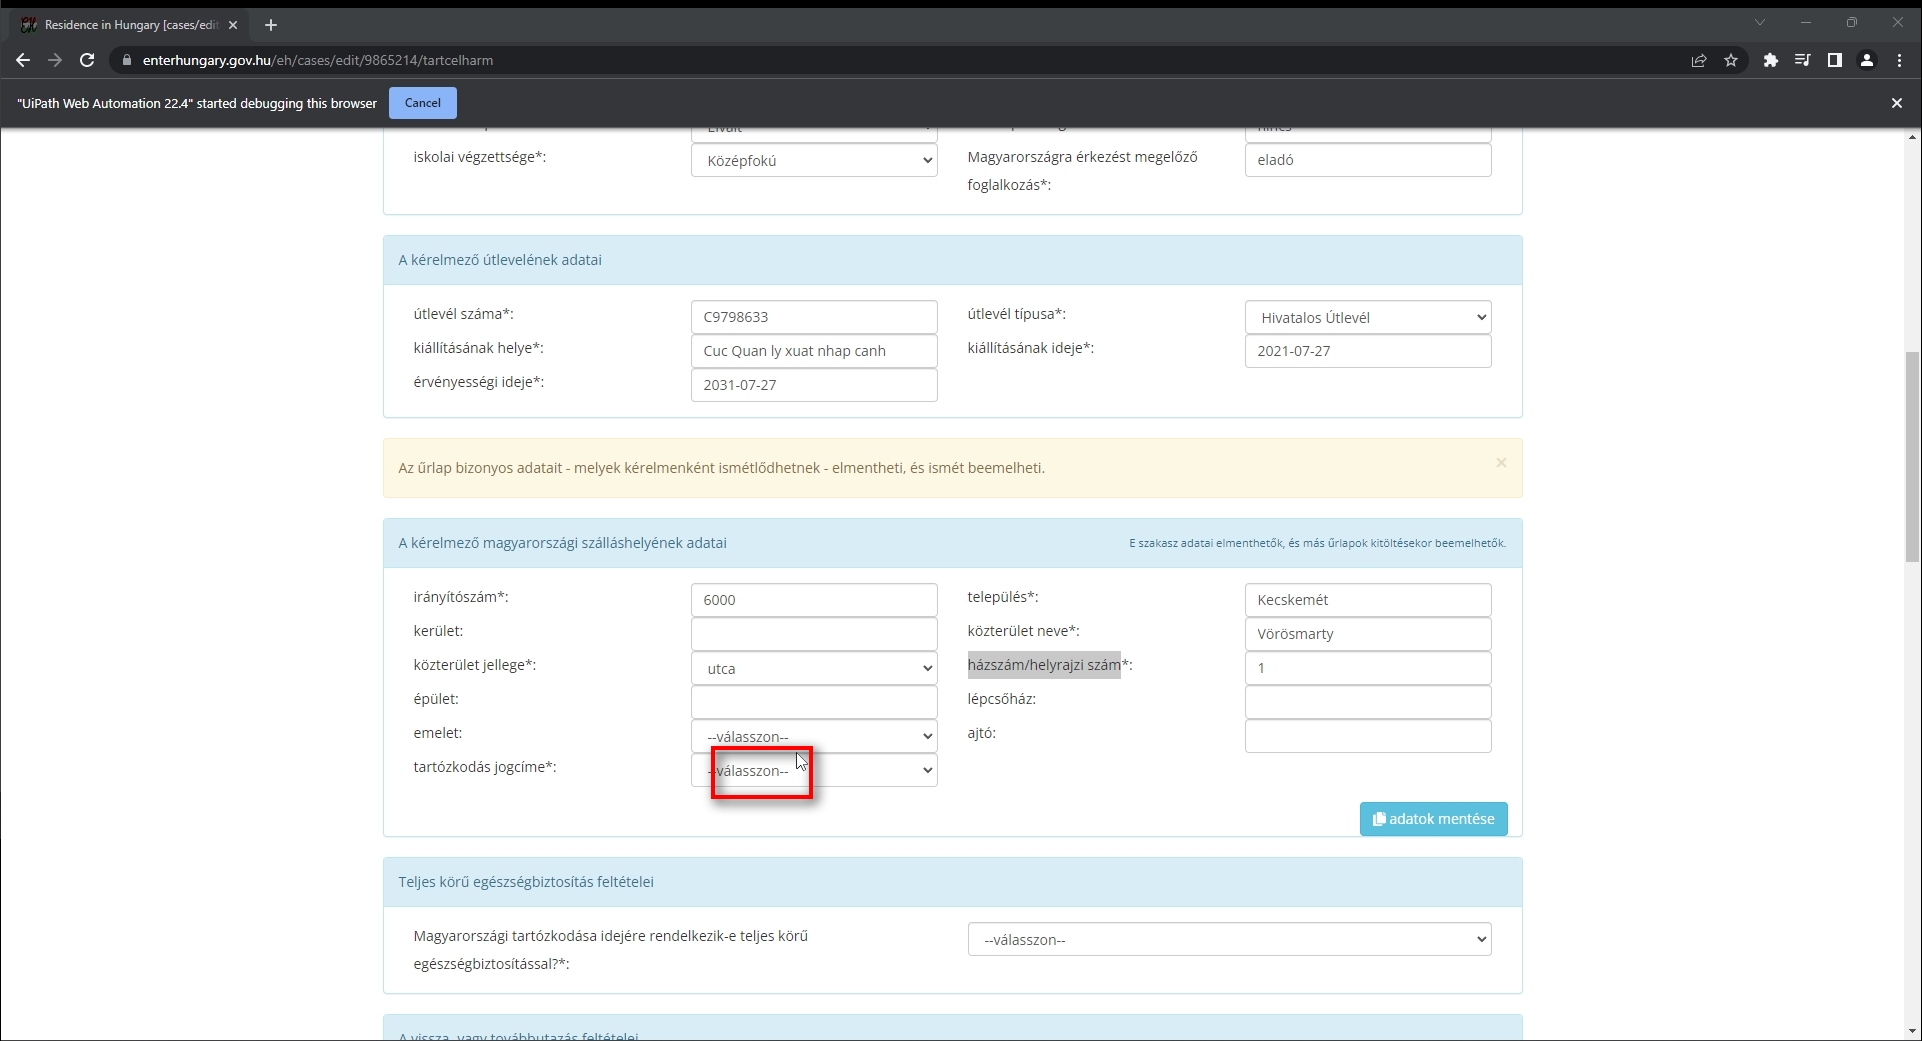 Residence in Hungary [cases/edit
enterhungary.gov.hu/eh/cases/edit/9865214/tartcelharm
"UiPath Web Automation 22.4" started debugging this browser
Cancel
Elvált
nincs
iskolai végzettsége*:
Középfokú
Magyarországra érkezést megelőző
foglalkozás*:
eladó
A kérelmező útlevelének adatai
útlevél száma*:
C9798633
útlevél típusa*:
Hivatalos Útlevél
kiállításának helye*:
Cuc Quan ly xuat nhap canh
kiállításának ideje*:
2021-07-27
érvényességi ideje*:
2031-07-27
Az űrlap bizonyos adatait - melyek kérelmenként ismétlődhetnek - elmentheti, és ismét beemelheti.
A kérelmező magyarországi szálláshelyének adatai
E szakasz adatai elmenthetők, és más űrlapok kitöltésekor beemelhetők.
irányítószám*:
6000
település*:
Kecskemét
kerület:
közterület neve*:
Vörösmarty
közterület jellege*:
utca
házszám/helyrajzi szám*:
1
épület:
lépcsőház:
emelet:
--válasszon--
ajtó:
tartózkodás jogcíme*:
--válasszon--
adatok mentése
Teljes körű egészségbiztosítás feltételei
Magyarországi tartózkodása idejére rendelkezik-e teljes körű
egészségbiztosítással?*:
--válasszon--
A vissza- vagy továbbutazás feltételei